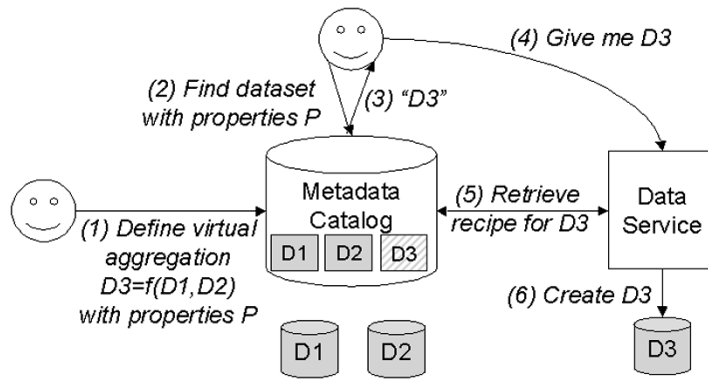 (4) Give me D3
(2) Find dataset
with properties P
(3) “D3”
Metadata
Catalog
D1
D2
D3
(1) Define virtual
aggregation
D3=f(D1,D2)
with properties P
(5) Retrieve
recipe for D3
Data
Service
(6) Create D3
D1
D2
D3